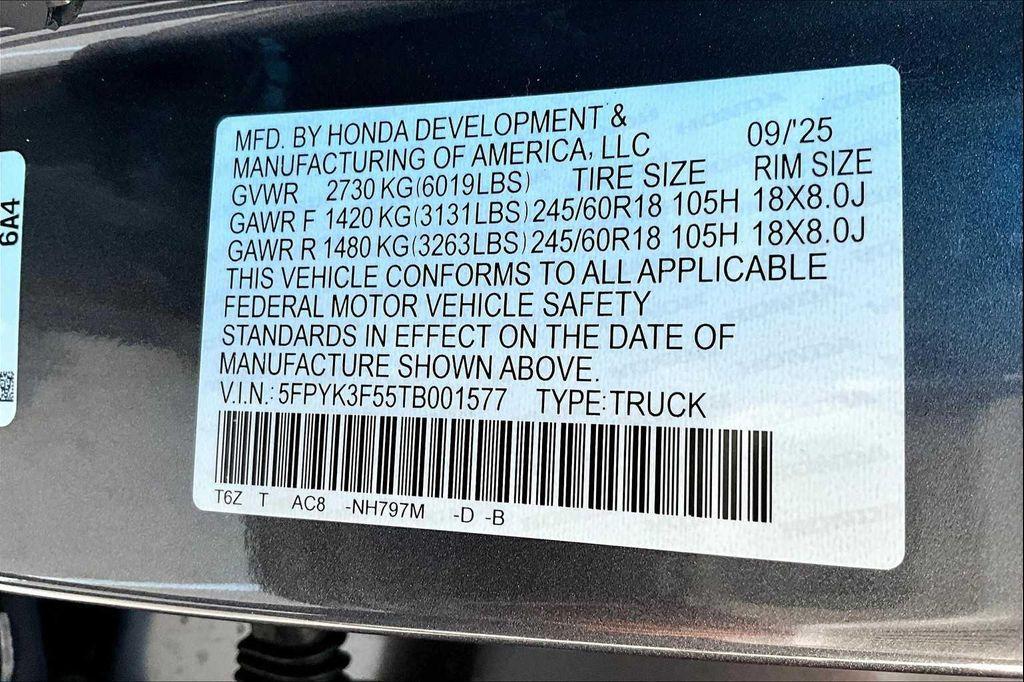 MFD. BY HONDA DEVELOPMENT &
MANUFACTURING OF AMERICA, LLC 09/'25
GVWR 2730 KG(6019LBS) TIRE SIZE RIM SIZE
GAWR F 1420 KG(3131LBS) 245/60R18 105H 18X8.0J
GAWR R 1480 KG(3263LBS) 245/60R18 105H 18X8.0J
THIS VEHICLE CONFORMS TO ALL APPLICABLE
FEDERAL MOTOR VEHICLE SAFETY
STANDARDS IN EFFECT ON THE DATE OF
MANUFACTURE SHOWN ABOVE.
V.I.N.: 5FPYK3F55TB001577 TYPE: TRUCK
T6Z T AC8 -NH797M -D -B
6A4